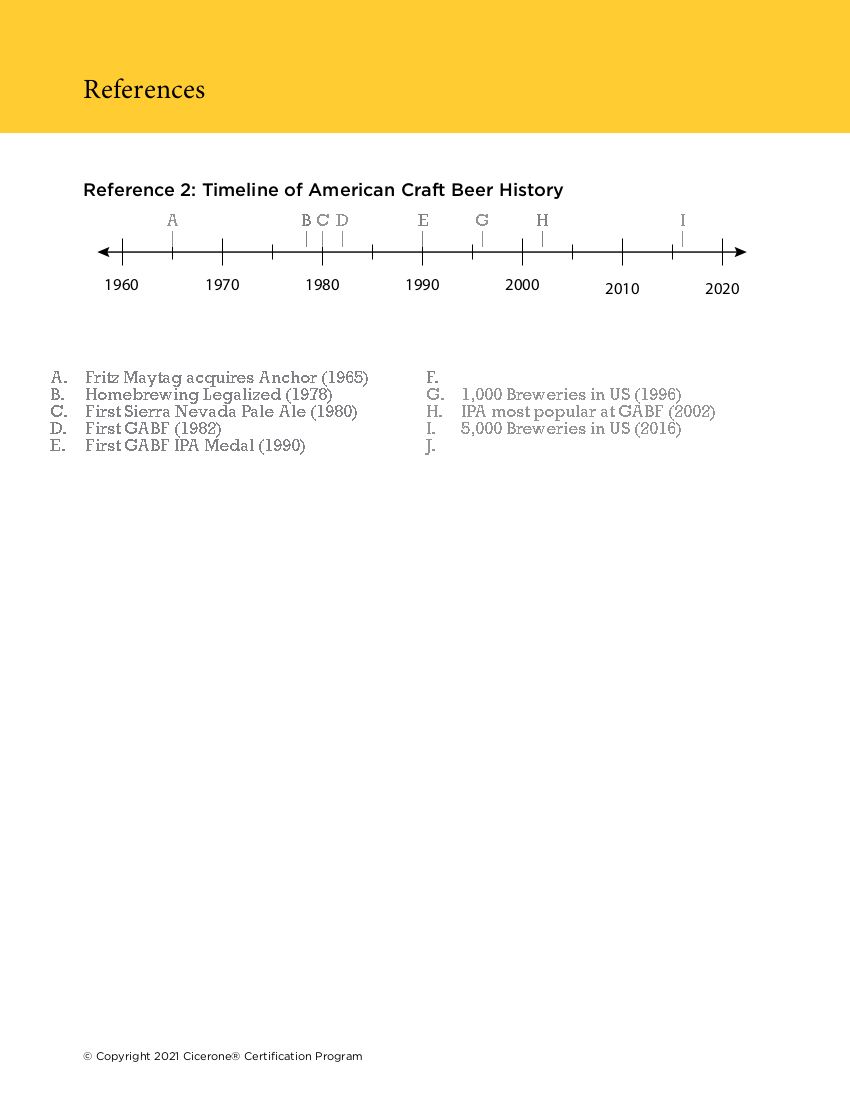 References
Reference 2: Timeline of American Craft Beer History
A B C D E G H I
1960 1970 1980 1990 2000 2010 2020
A. Fritz Maytag acquires Anchor (1965)
B. Homebrewing Legalized (1978)
C. First Sierra Nevada Pale Ale (1980)
D. First GABF (1982)
E. First GABF IPA Medal (1990)
F.
G. 1,000 Breweries in US (1996)
H. IPA most popular at GABF (2002)
I. 5,000 Breweries in US (2016)
J.
© Copyright 2021 Cicerone® Certification Program